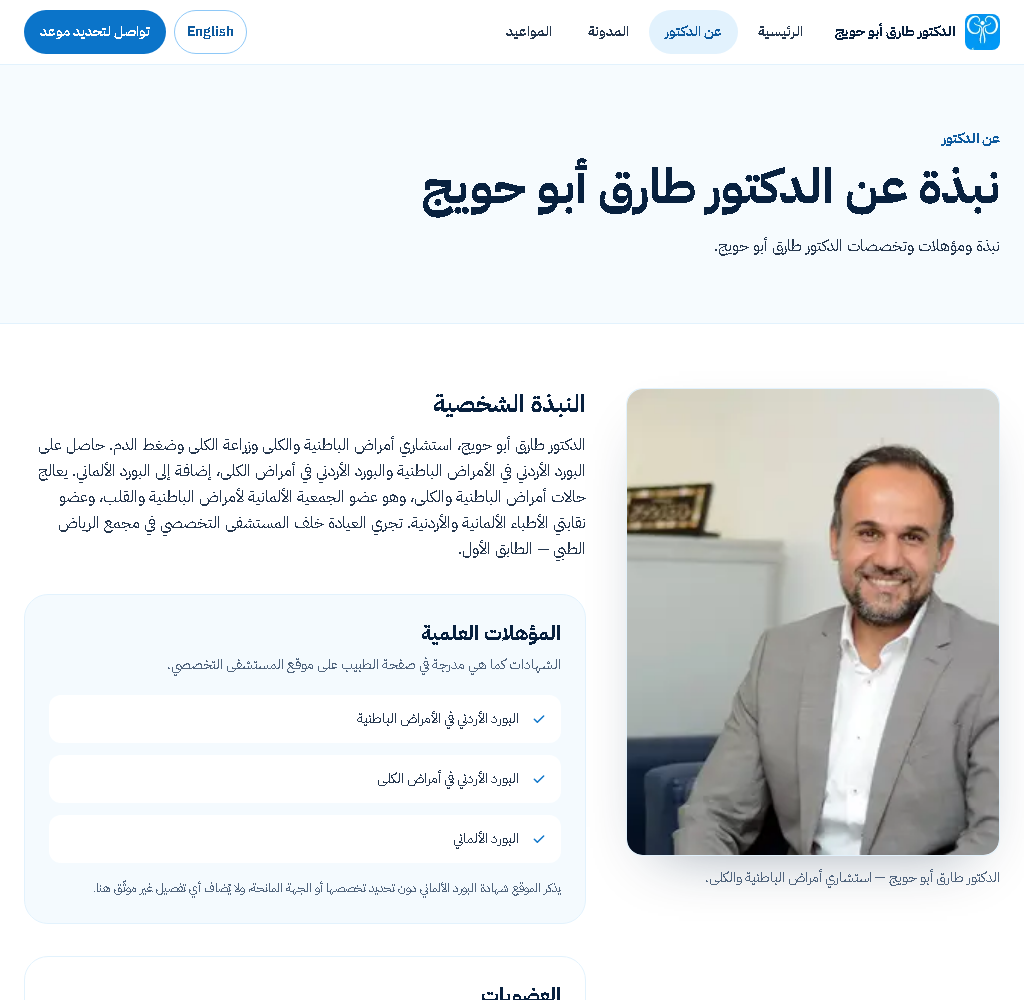 الدكتور طارق أبو حويج
الرئيسية
عن الدكتور
المدونة
المواعيد
English
تواصل لتحديد موعد
عن الدكتور
نبذة عن الدكتور طارق أبو حويج
نبذة ومؤهلات وتخصصات الدكتور طارق أبو حويج.
الدكتور طارق أبو حويج — استشاري أمراض الباطنية والكلى.
النبذة الشخصية
الدكتور طارق أبو حويج، استشاري أمراض الباطنية والكلى وزراعة الكلى وضغط الدم. حاصل على
البورد الأردني في الأمراض الباطنية والبورد الأردني في أمراض الكلى، إضافة إلى البورد الألماني. يعالج
حالات أمراض الباطنية والكلى، وهو عضو الجمعية الألمانية لأمراض الباطنية والقلب، وعضو
نقابتي الأطباء الألمانية والأردنية. تجري العيادة خلف المستشفى التخصصي في مجمع الرياض
الطبي — الطابق الأول.
المؤهلات العلمية
الشهادات كما هي مدرجة في صفحة الطبيب على موقع المستشفى التخصصي.
البورد الأردني في الأمراض الباطنية
البورد الأردني في أمراض الكلى
البورد الألماني
يذكر الموقع شهادة البورد الألماني دون تحديد تخصصها أو الجهة المانحة، ولا يُضاف أي تفصيل غير موثّق هنا.
العضويات